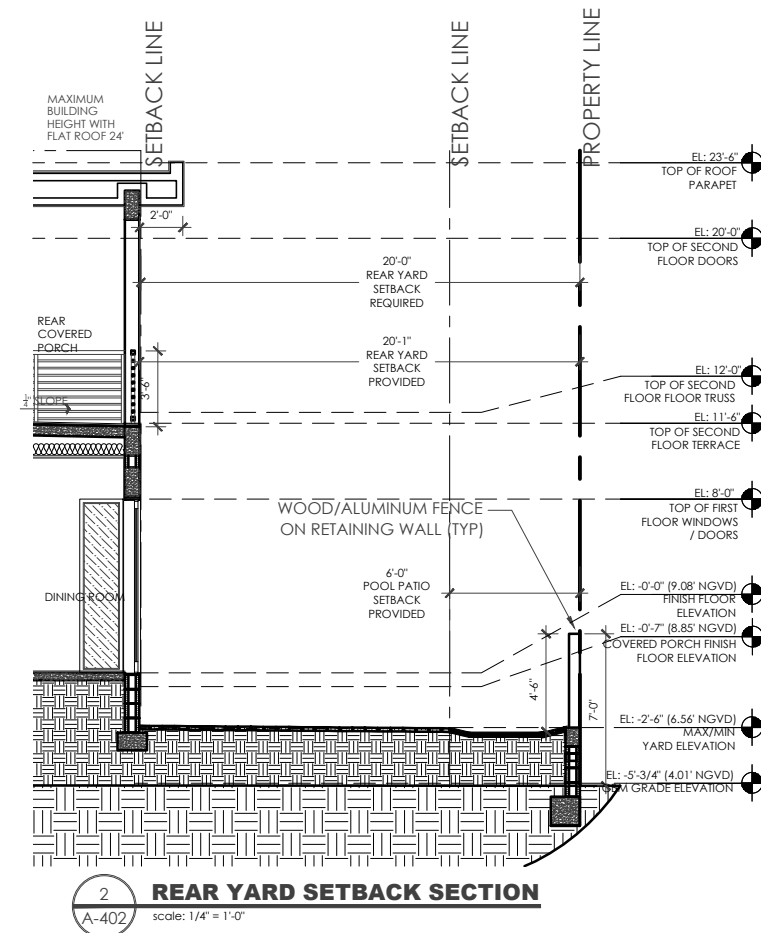 SETBACK LINE
SETBACK LINE
PROPERTY LINE
MAXIMUM
BUILDING
HEIGHT WITH
FLAT ROOF 24'
EL: 23'-6"
TOP OF ROOF
PARAPET
2'-0"
EL: 20'-0"
TOP OF SECOND
FLOOR DOORS
20'-0"
REAR YARD
SETBACK
REQUIRED
REAR
COVERED
PORCH
20'-1"
REAR YARD
SETBACK
PROVIDED
3'-6"
SLOPE
EL: 12'-0"
TOP OF SECOND
FLOOR FLOOR TRUSS
EL: 11'-6"
TOP OF SECOND
FLOOR TERRACE
EL: 8'-0"
TOP OF FIRST
FLOOR WINDOWS
/ DOORS
WOOD/ALUMINUM FENCE
ON RETAINING WALL (TYP)
6'-0"
POOL PATIO
SETBACK
PROVIDED
DINING ROOM
EL: -0'-0" (9.08' NGVD)
FINISH FLOOR
ELEVATION
EL: -0'-7" (8.85' NGVD)
COVERED PORCH FINISH
FLOOR ELEVATION
4'-6"
7'-0"
EL: -2'-6" (6.56' NGVD)
MAX/MIN
YARD ELEVATION
EL: -5'-3/4" (4.01' NGVD)
GRADE ELEVATION
2
A-402
REAR YARD SETBACK SECTION
scale: 1/4" = 1'-0"